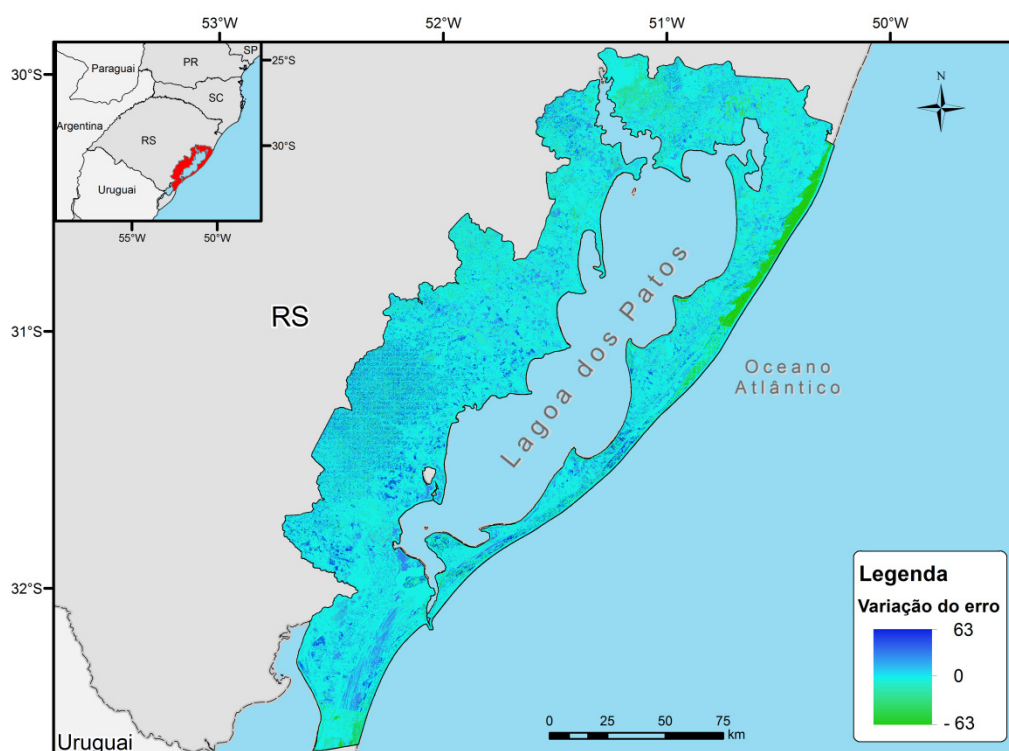 53°W 52°W 51°W 50°W
30°S
31°S
32°S
Paraguai
PR
SP
SC
Argentina
RS
Uruguai
25°S
30°S
55°W 50°W
N
RS
Lagoa dos Patos
Oceano
Atlântico
Uruguai
0 25 50 75
km
Legenda
Variação do erro
63
0
- 63